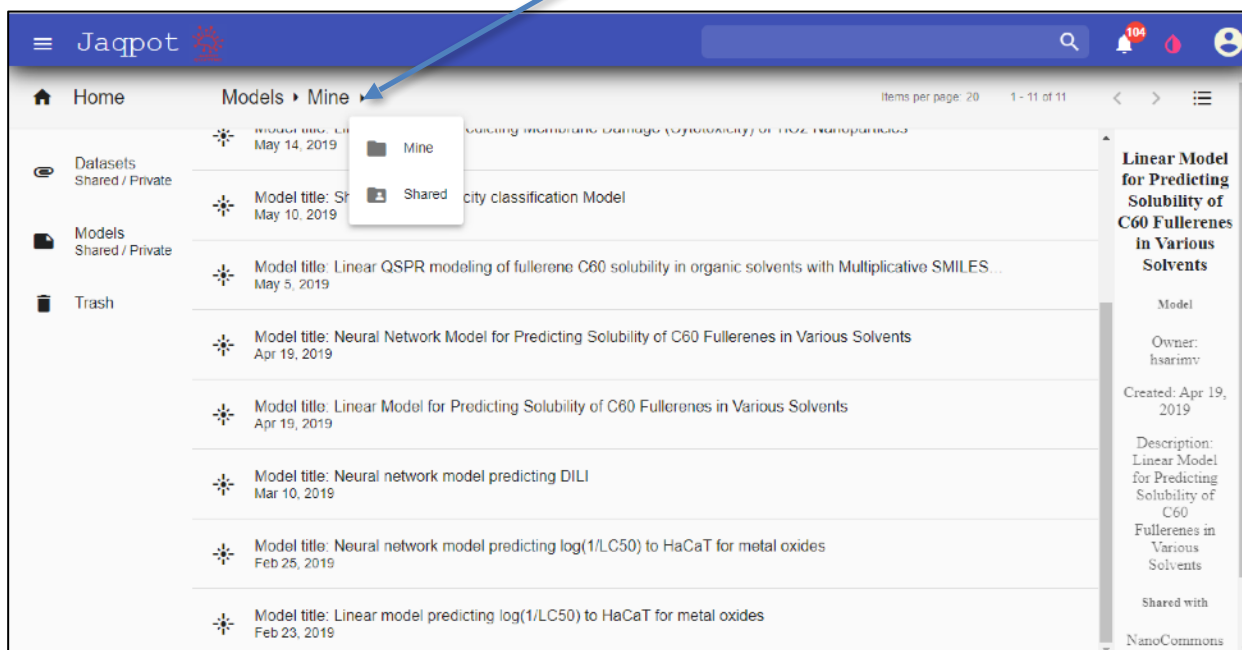 Jaqpot
104
Home
Models ▸ Mine ▸
Items per page: 20 1 - 11 of 11
Datasets
Shared / Private
Models
Shared / Private
Trash
Mine
Shared
Membrane Damage (Cytotoxicity) of TiO2 Nanoparticles
May 14, 2019
Model title: city classification Model
May 10, 2019
Model title: Linear QSPR modeling of fullerene C60 solubility in organic solvents with Multiplicative SMILES...
May 5, 2019
Model title: Neural Network Model for Predicting Solubility of C60 Fullerenes in Various Solvents
Apr 19, 2019
Model title: Linear Model for Predicting Solubility of C60 Fullerenes in Various Solvents
Apr 19, 2019
Model title: Neural network model predicting DILI
Mar 10, 2019
Model title: Neural network model predicting log(1/LC50) to HaCaT for metal oxides
Feb 25, 2019
Model title: Linear model predicting log(1/LC50) to HaCaT for metal oxides
Feb 23, 2019
Linear Model
for Predicting
Solubility of
C60 Fullerenes
in Various
Solvents
Model
Owner:
hsarimv
Created: Apr 19,
2019
Description:
Linear Model
for Predicting
Solubility of
C60
Fullerenes in
Various
Solvents
Shared with
NanoCommons